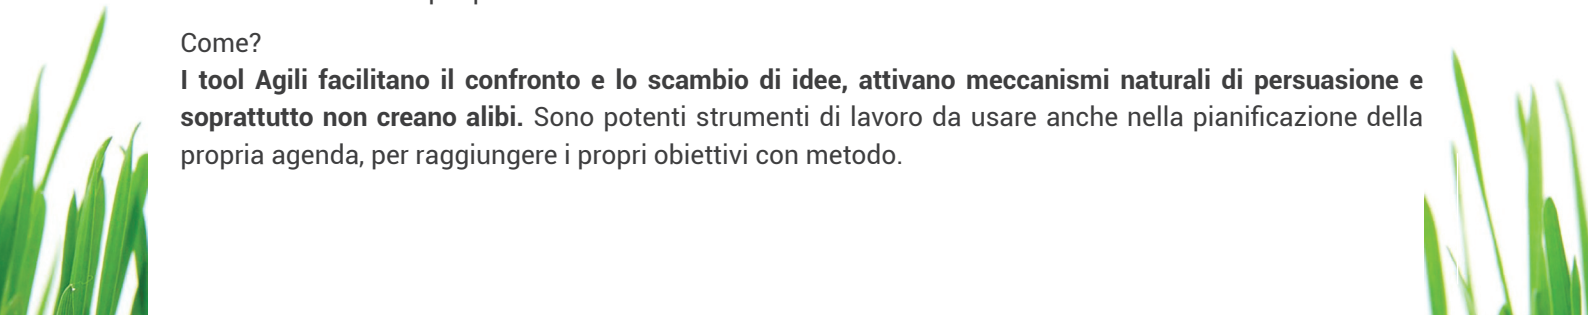 Come?
I tool Agili facilitano il confronto e lo scambio di idee, attivano meccanismi naturali di persuasione e
soprattutto non creano alibi. Sono potenti strumenti di lavoro da usare anche nella pianificazione della
propria agenda, per raggiungere i propri obiettivi con metodo.